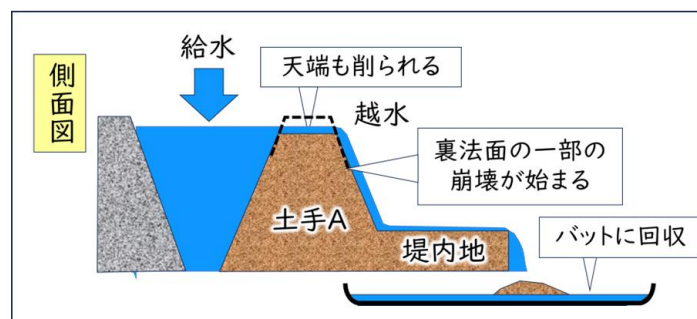 側面図
給水
天端も削られる
越水
裏法面の一部の
崩壊が始まる
土手A
堤内地
バットに回収